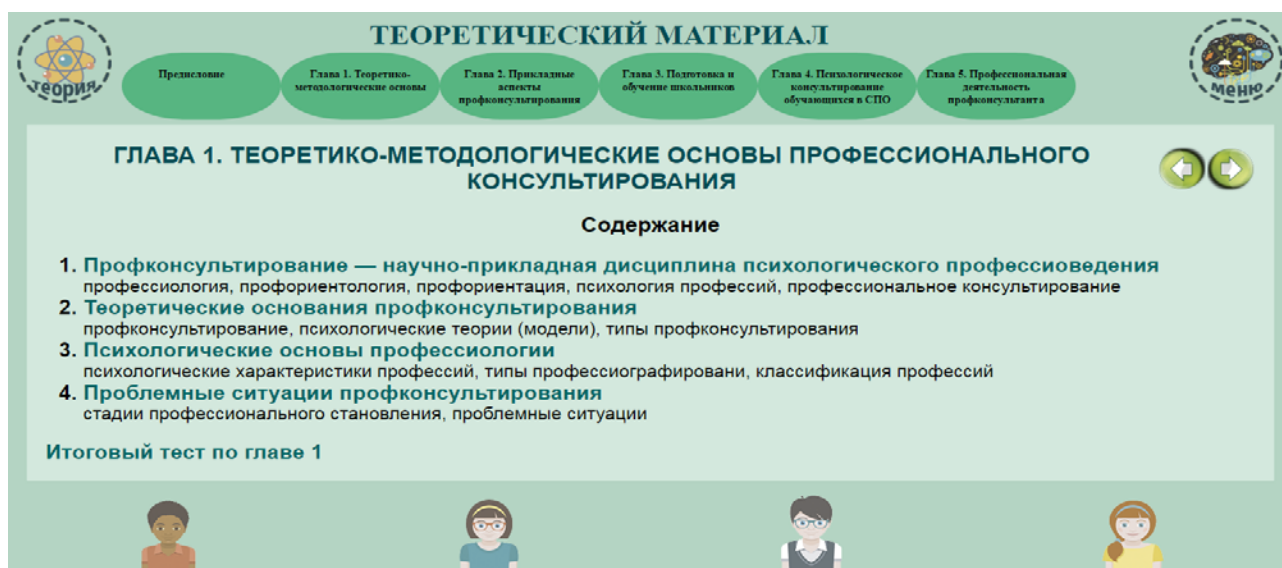 ТЕОРЕТИЧЕСКИЙ МАТЕРИАЛ
теория
Предисловие
Глава 1. Теоретико-
методологические основы
Глава 2. Прикладные
аспекты
профконсультирования
Глава 3. Подготовка и
обучение школьников
Глава 4. Психологическое
консультирование
обучающихся в СПО
Глава 5. Профессиональная
деятельность
профконсультанта
меню
ГЛАВА 1. ТЕОРЕТИКО-МЕТОДОЛОГИЧЕСКИЕ ОСНОВЫ ПРОФЕССИОНАЛЬНОГО
КОНСУЛЬТИРОВАНИЯ
Содержание
1. Профконсультирование — научно-прикладная дисциплина психологического профессиоведения
профессиология, профориентология, профориентация, психология профессий, профессиональное консультирование
2. Теоретические основания профконсультирования
профконсультирование, психологические теории (модели), типы профконсультирования
3. Психологические основы профессиологии
психологические характеристики профессий, типы профессиографировани, классификация профессий
4. Проблемные ситуации профконсультирования
стадии профессионального становления, проблемные ситуации
Итоговый тест по главе 1